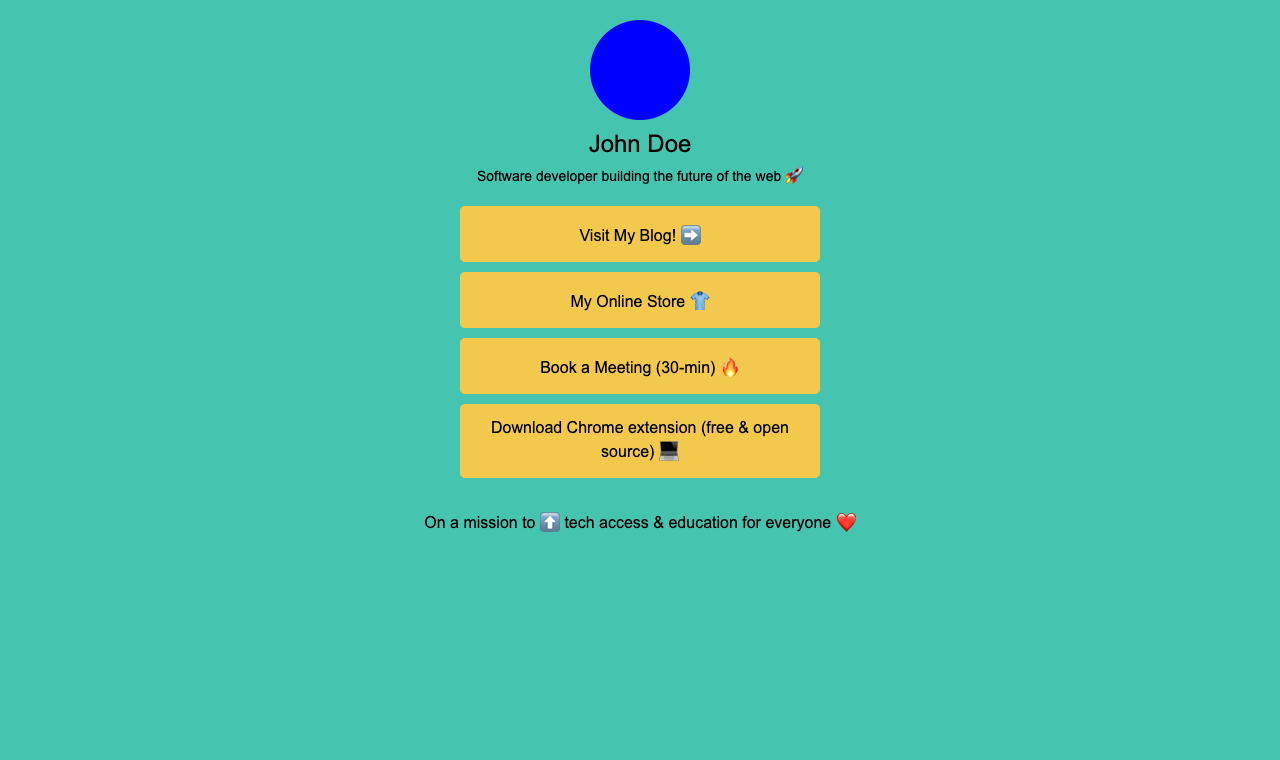 John Doe
Software developer building the future of the web 🚀
Visit My Blog! ➡️
My Online Store 👕
Book a Meeting (30-min) 🔥
Download Chrome extension (free & open
source) 💻
On a mission to ⬆️ tech access & education for everyone ❤️